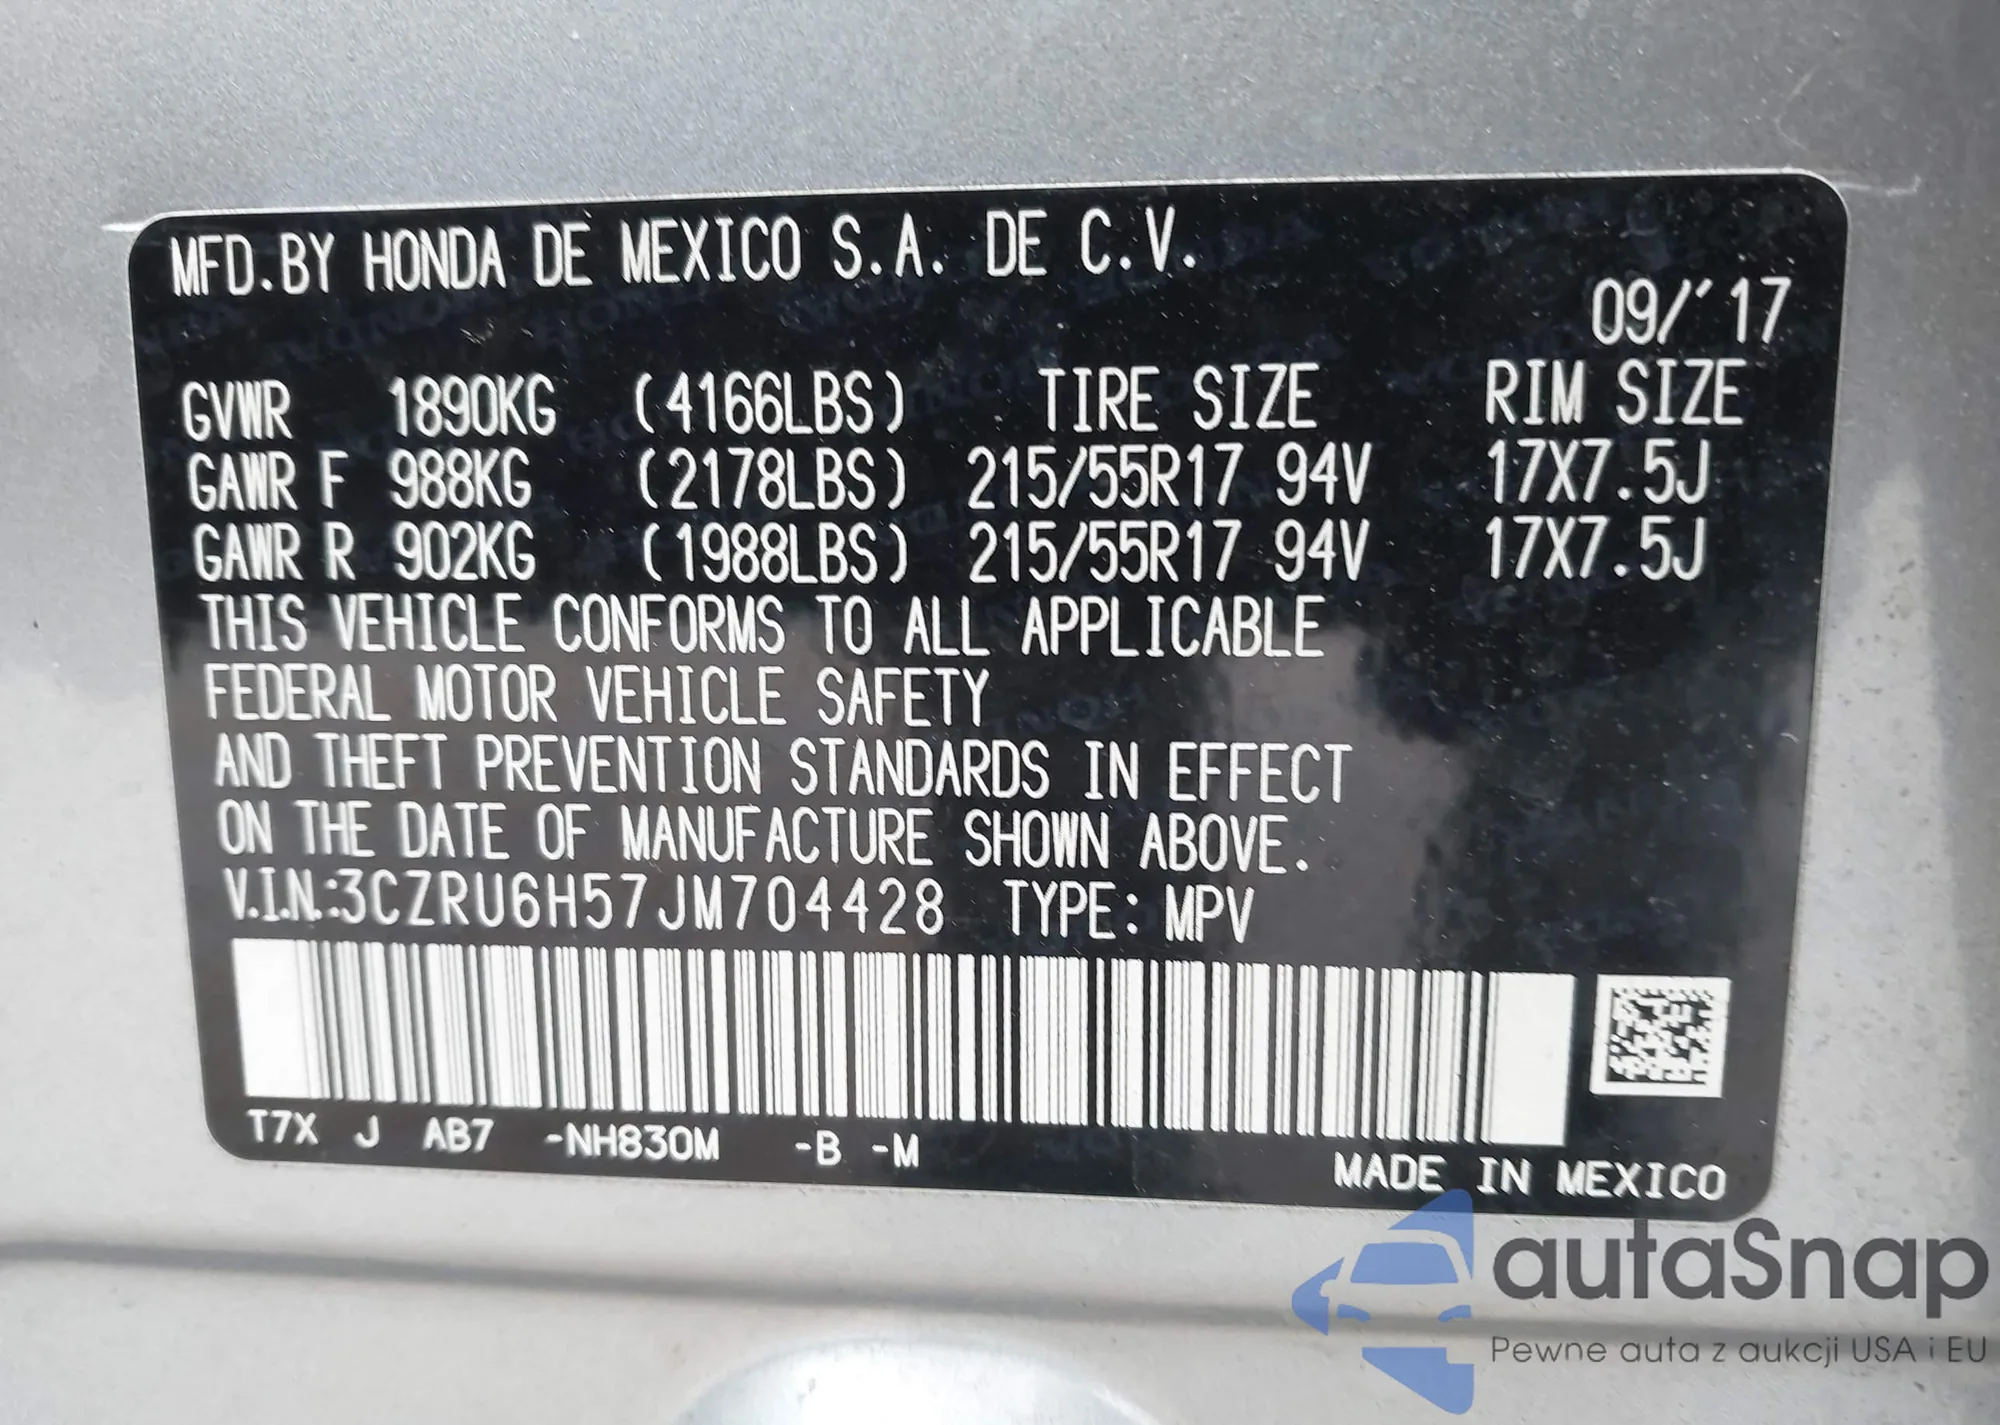 MFD.BY HONDA DE MEXICO S.A. DE C.V.
09/'17
GVWR 1890KG (4166LBS) TIRE SIZE RIM SIZE
GAWR F 988KG (2178LBS) 215/55R17 94V 17X7.5J
GAWR R 902KG (1988LBS) 215/55R17 94V 17X7.5J
THIS VEHICLE CONFORMS TO ALL APPLICABLE
FEDERAL MOTOR VEHICLE SAFETY
AND THEFT PREVENTION STANDARDS IN EFFECT
ON THE DATE OF MANUFACTURE SHOWN ABOVE.
V.I.N.:3CZRU6H57JM704428 TYPE: MPV
T7X J AB7 -NH830M -B -M
MADE IN MEXICO
autaSnap
Pewne auta z aukcji USA i EU